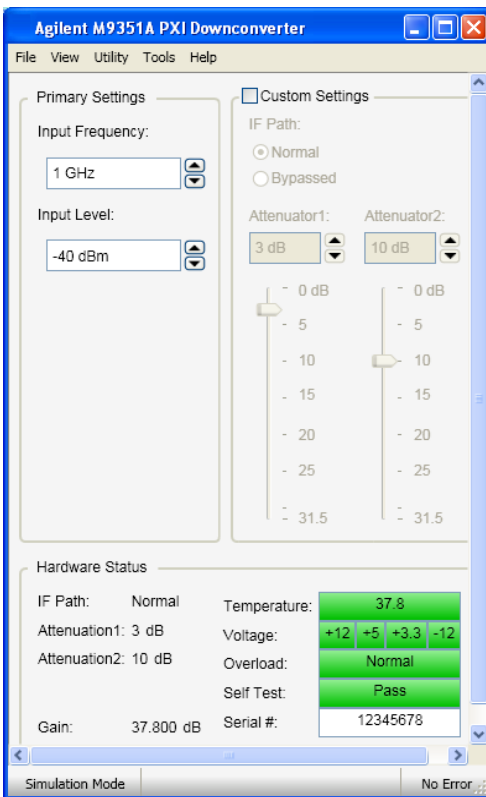 Agilent M9351A PXI Downconverter
File View Utility Tools Help
Primary Settings
Input Frequency:
1 GHz
Input Level:
-40 dBm
Custom Settings
IF Path:
Normal
Bypassed
Attenuator1: Attenuator2:
3 dB 10 dB
0 dB 0 dB
5 5
10 10
15 15
20 20
25 25
31.5 31.5
Hardware Status
IF Path: Normal
Attenuation1: 3 dB
Attenuation2: 10 dB
Gain: 37.800 dB
Temperature: 37.8
Voltage: +12 +5 +3.3 -12
Overload: Normal
Self Test: Pass
Serial #: 12345678
Simulation Mode No Error